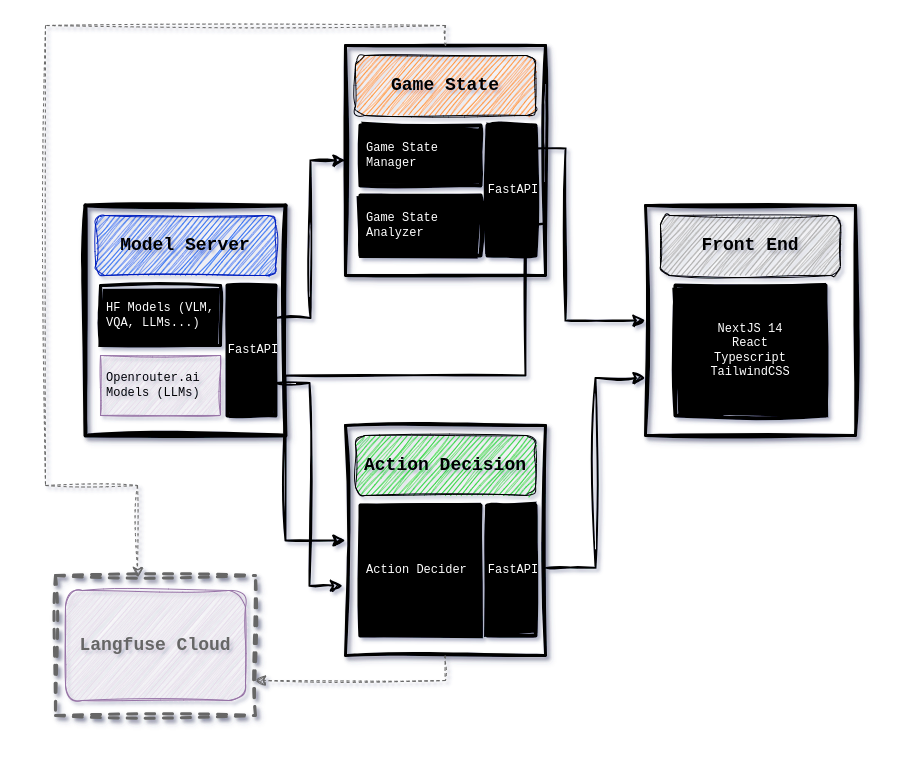 Game State
Game State
Manager
FastAPI
Game State
Analyzer
Model Server
HF Models (VLM,
VQA, LLMs...)
FastAPI
Openrouter.ai
Models (LLMs)
Front End
NextJS 14
React
Typescript
TailwindCSS
Action Decision
Action Decider
FastAPI
Langfuse Cloud